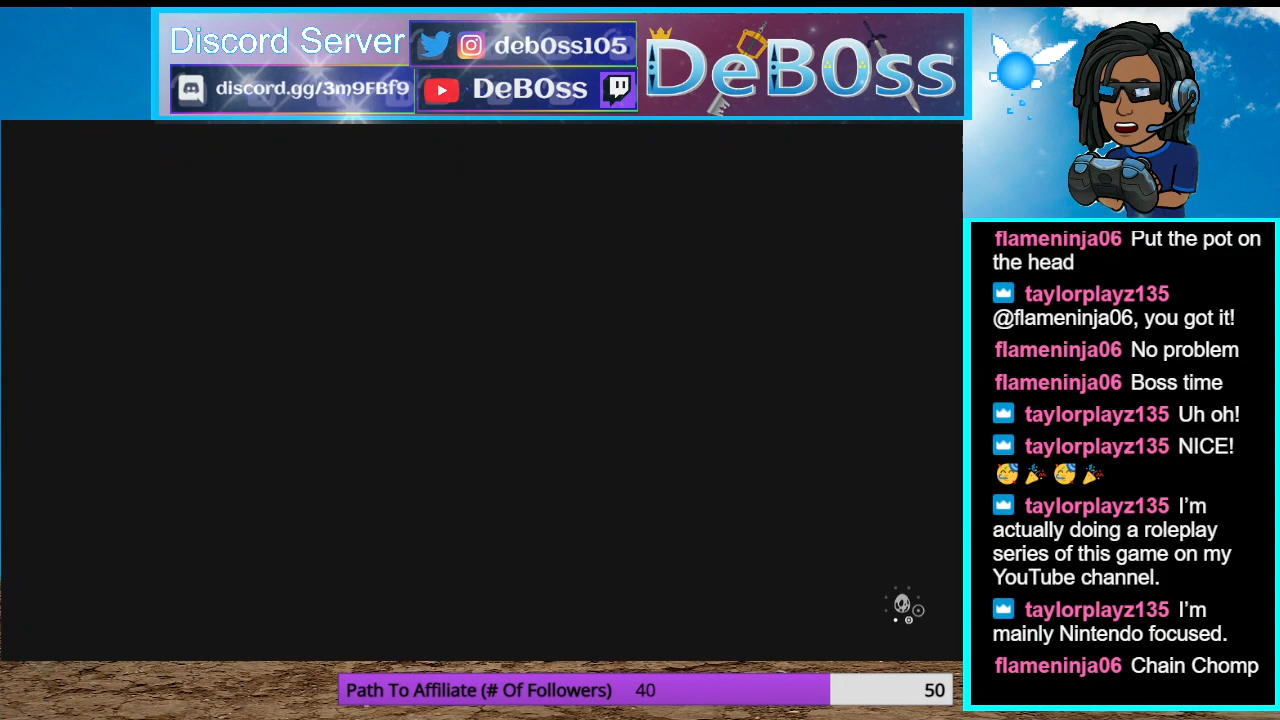 Discord Server
deb0ss105
discord.gg/3m9FBf9
DeB0ss
DeB0ss
flameninja06 Put the pot on
the head
taylorplayz135
@flameninja06, you got it!
flameninja06 No problem
flameninja06 Boss time
taylorplayz135 Uh oh!
taylorplayz135 NICE!
🥳🎉🥳🎉
taylorplayz135 I’m
actually doing a roleplay
series of this game on my
YouTube channel.
taylorplayz135 I’m
mainly Nintendo focused.
flameninja06 Chain Chomp
Path To Affiliate (# Of Followers) 40 50